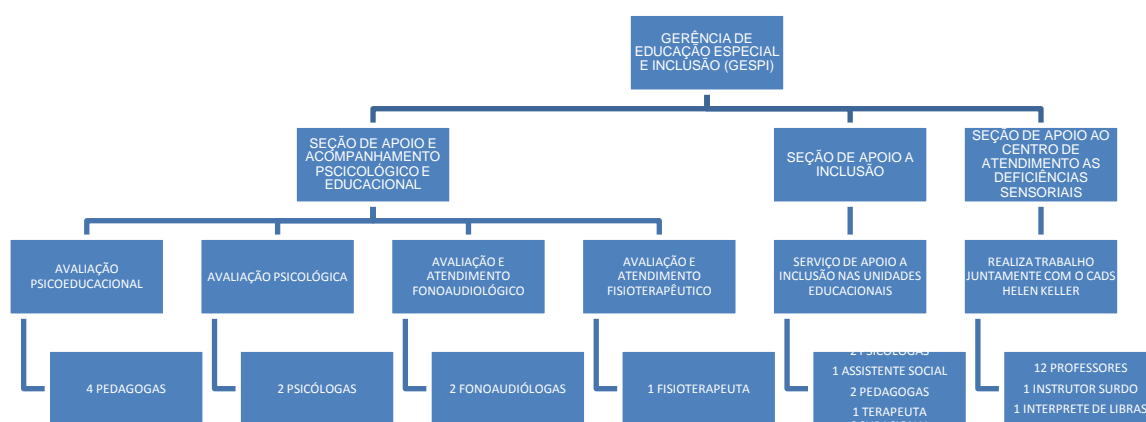 GERÊNCIA DE
EDUCAÇÃO ESPECIAL
E INCLUSÃO (GESPI)
SEÇÃO DE APOIO E
ACOMPANHAMENTO
PSCICOLÓGICO E
EDUCACIONAL
SEÇÃO DE APOIO A
INCLUSÃO
SEÇÃO DE APOIO AO
CENTRO DE
ATENDIMENTO AS
DEFICIÊNCIAS
SENSORIAIS
AVALIAÇÃO
PSICOEDUCACIONAL
AVALIAÇÃO PSICOLÓGICA
AVALIAÇÃO E
ATENDIMENTO
FONOAUDIOLÓGICO
AVALIAÇÃO E
ATENDIMENTO
FISIOTERAPÊUTICO
SERVIÇO DE APOIO A
INCLUSÃO NAS UNIDADES
EDUCACIONAIS
REALIZA TRABALHO
JUNTAMENTE COM O CADS
HELEN KELLER
4 PEDAGOGAS
2 PSICÓLOGAS
2 FONOAUDIÓLOGAS
1 FISIOTERAPEUTA
1 ASSISTENTE SOCIAL
2 PEDAGOGAS
1 TERAPEUTA
12 PROFESSORES
1 INSTRUTOR SURDO
1 INTERPRETE DE LIBRAS